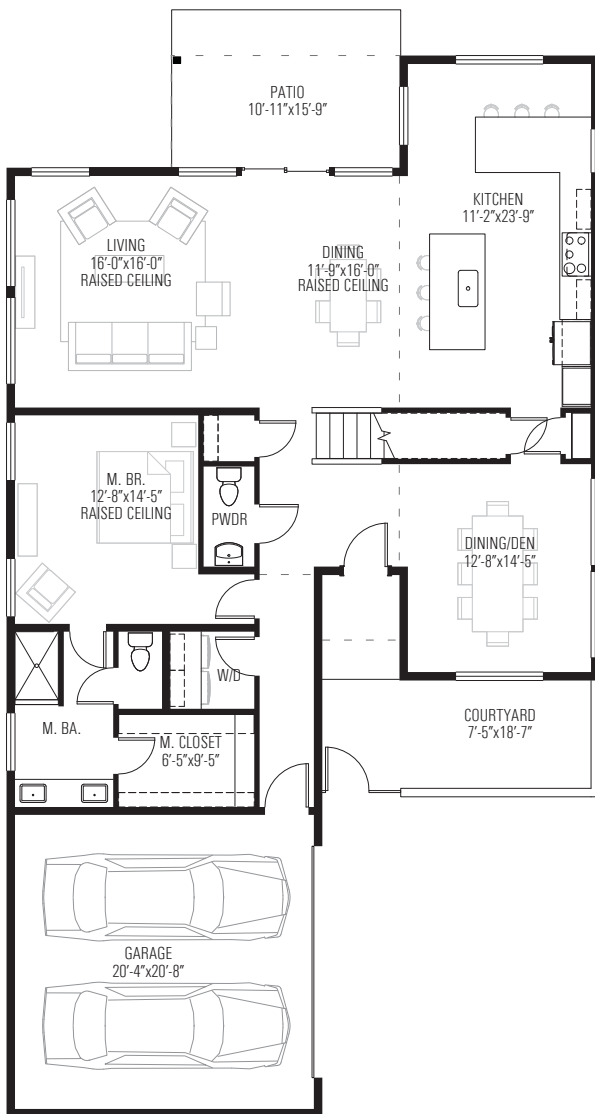 PATIO
10'-11"x15'-9"
KITCHEN
11'-2"x23'-9"
LIVING
16'-0"x16'-0"
RAISED CEILING
DINING
11'-9"x16'-0"
RAISED CEILING
M. BR.
12'-8"x14'-5"
RAISED CEILING
PWDR
DINING/DEN
12'-8"x14'-5"
W/D
M. BA.
M. CLOSET
6'-5"x9'-5"
COURTYARD
7'-5"x18'-7"
GARAGE
20'-4"x20'-8"